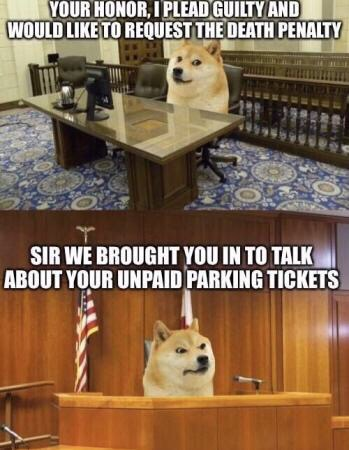 YOUR HONOR, I PLEAD GUILTY AND
WOULD LIKE TO REQUEST THE DEATH PENALTY
SIR WE BROUGHT YOU IN TO TALK
ABOUT YOUR UNPAID PARKING TICKETS